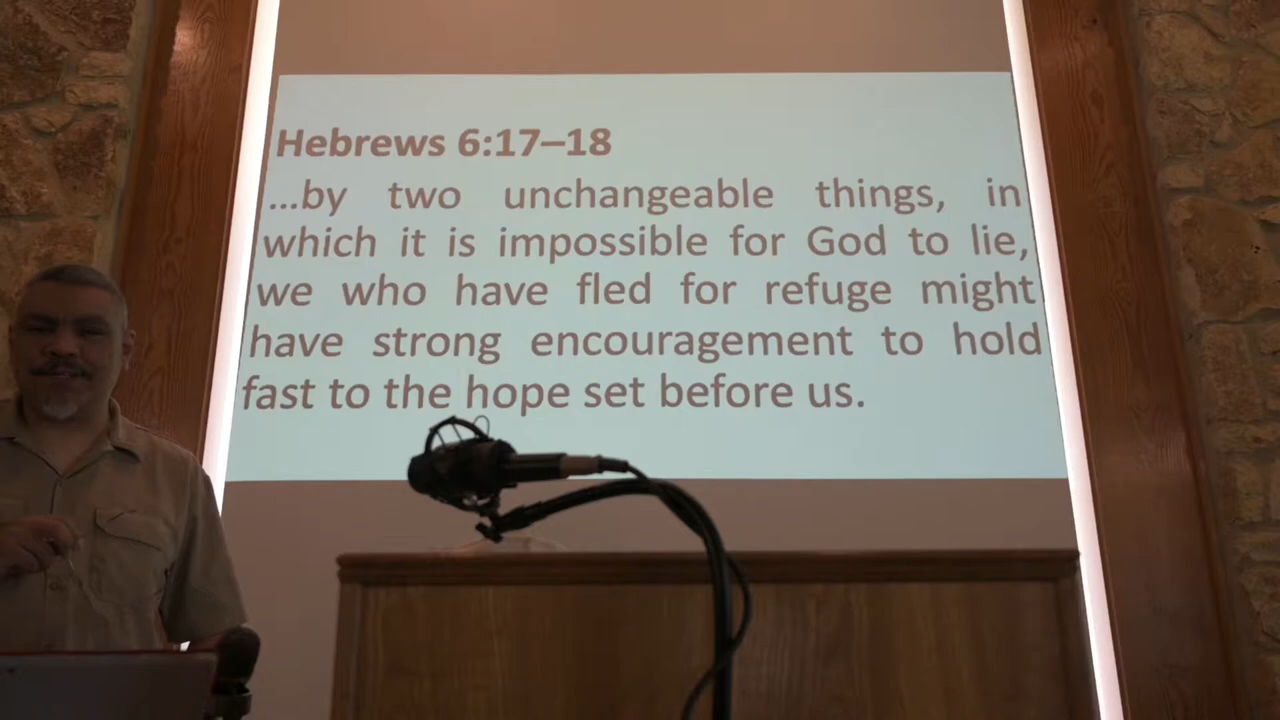 Hebrews 6:17–18
...by two unchangeable things, in
which it is impossible for God to lie,
we who have fled for refuge might
have strong encouragement to hold
fast to the hope set before us.